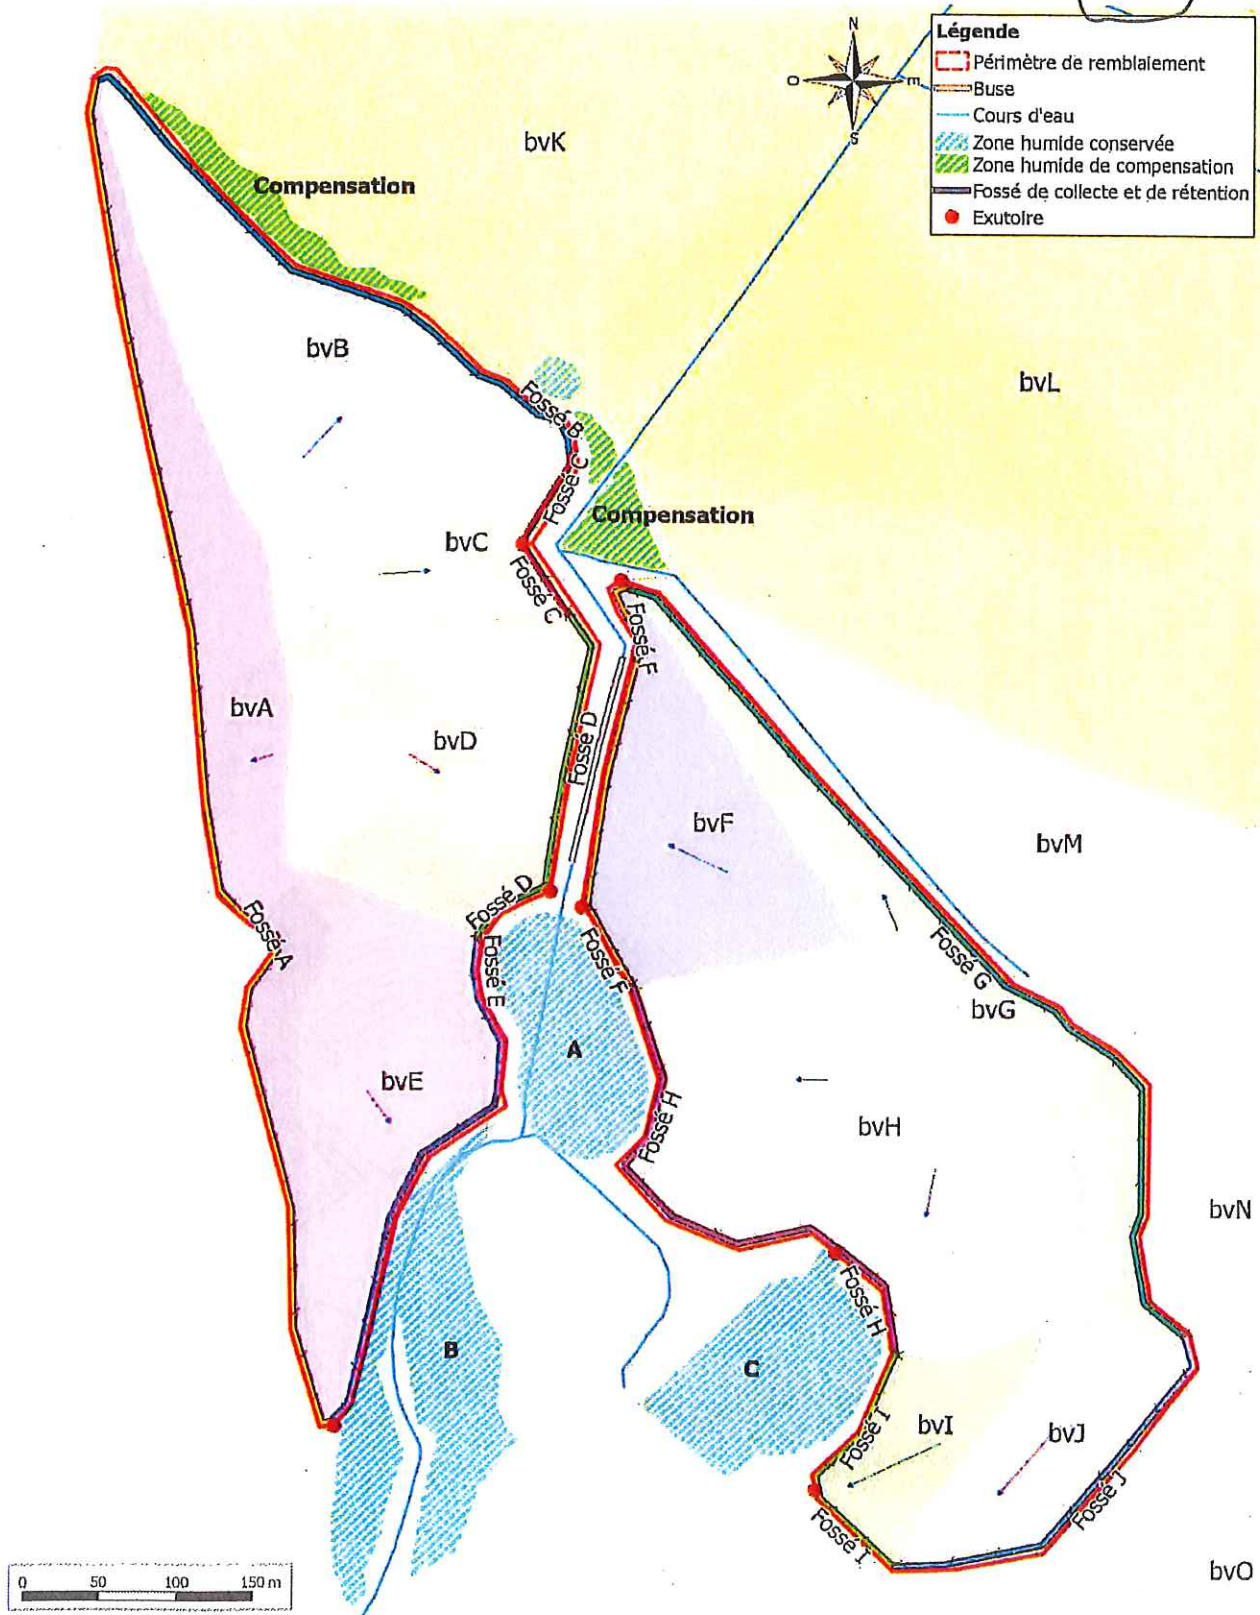 N
O
m
S
Légende
Périmètre de remblaiement
Buse
Cours d'eau
Zone humide conservée
Zone humide de compensation
Fossé de collecte et de rétention
Exutoire
bvK
Compensation
bvB
bvL
Fossé B
Fossé C
Compensation
bvC
Fossé C
Fossé F
bvA
bvD
Fossé D
bvF
bvM
Fossé D
Fossé A
Fossé E
Fossé F
Fossé G
bvG
A
bvE
Fossé H
bvH
bvN
Fossé H
B
C
Fossé I
bvI
bvJ
Fossé J
Fossé I
bvO
0 50 100 150 m